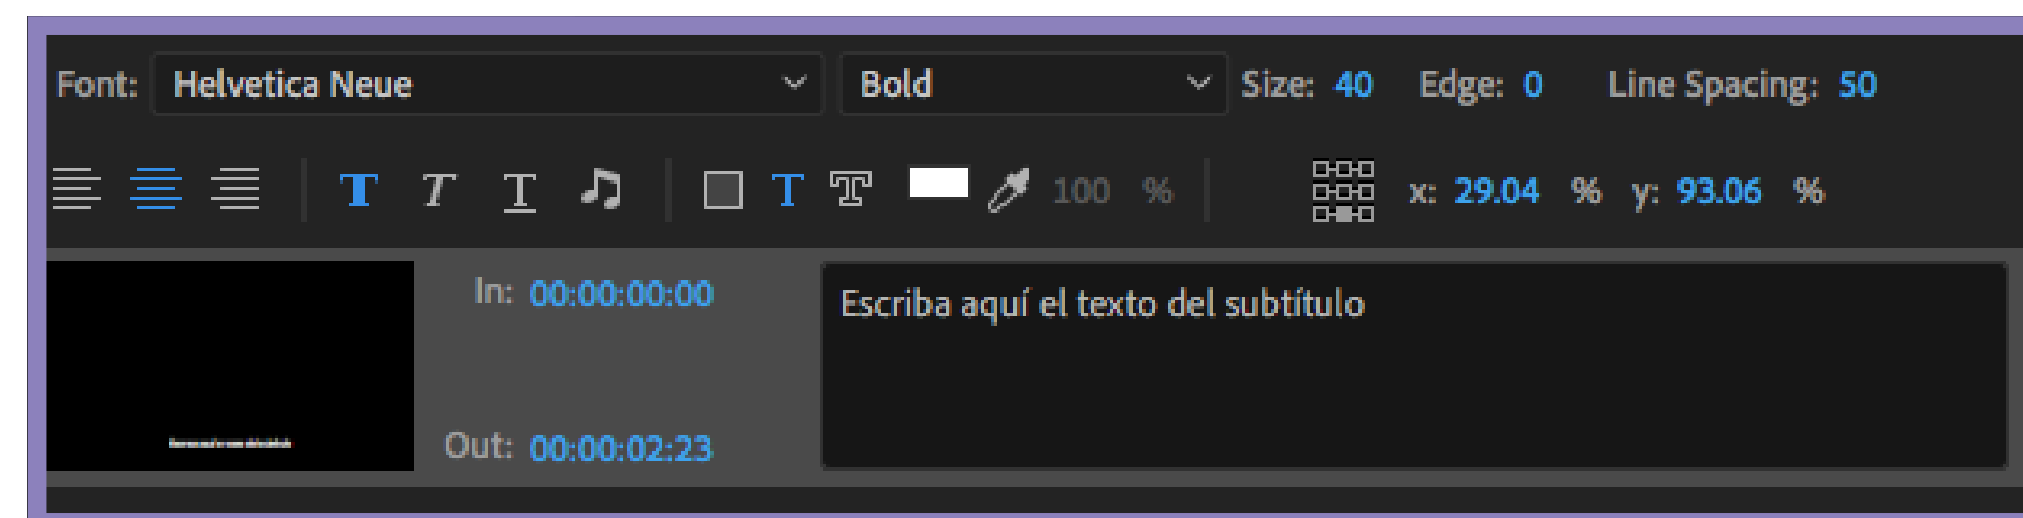 Font: Helvetica Neue Bold Size: 40 Edge: 0 Line Spacing: 50
T T T T T 100 % x: 29.04 % y: 93.06 %
In: 00:00:00:00
Escriba aquí el texto del subtítulo
Out: 00:00:02:23